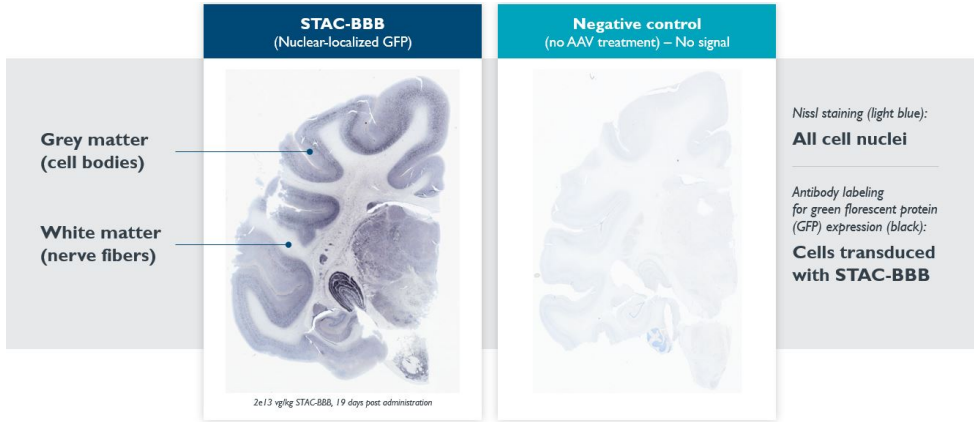 STAC-BBB
(Nuclear-localized GFP)
Negative control
(no AAV treatment) – No signal
Grey matter
(cell bodies)
White matter
(nerve fibers)
2e13 vg/kg STAC-BBB, 19 days post administration
Nissl staining (light blue):
All cell nuclei
Antibody labeling
for green florescent protein
(GFP) expression (black):
Cells transduced
with STAC-BBB